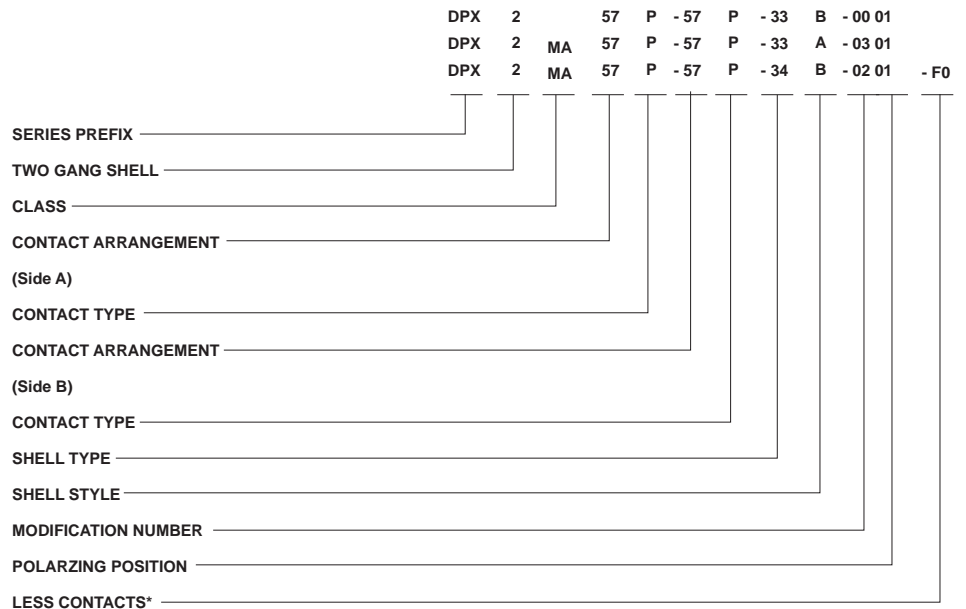 DPX 2 57 P - 57 P - 33 B - 00 01
DPX 2 MA 57 P - 57 P - 33 A - 03 01
DPX 2 MA 57 P - 57 P - 34 B - 02 01 - F0
SERIES PREFIX
TWO GANG SHELL
CLASS
CONTACT ARRANGEMENT
(Side A)
CONTACT TYPE
CONTACT ARRANGEMENT
(Side B)
CONTACT TYPE
SHELL TYPE
SHELL STYLE
MODIFICATION NUMBER
POLARZING POSITION
LESS CONTACTS*